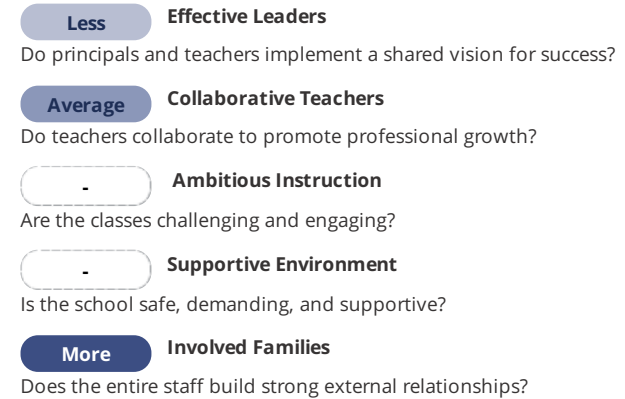 Less Effective Leaders
Do principals and teachers implement a shared vision for success?
Average Collaborative Teachers
Do teachers collaborate to promote professional growth?
- Ambitious Instruction
Are the classes challenging and engaging?
- Supportive Environment
Is the school safe, demanding, and supportive?
More Involved Families
Does the entire staff build strong external relationships?